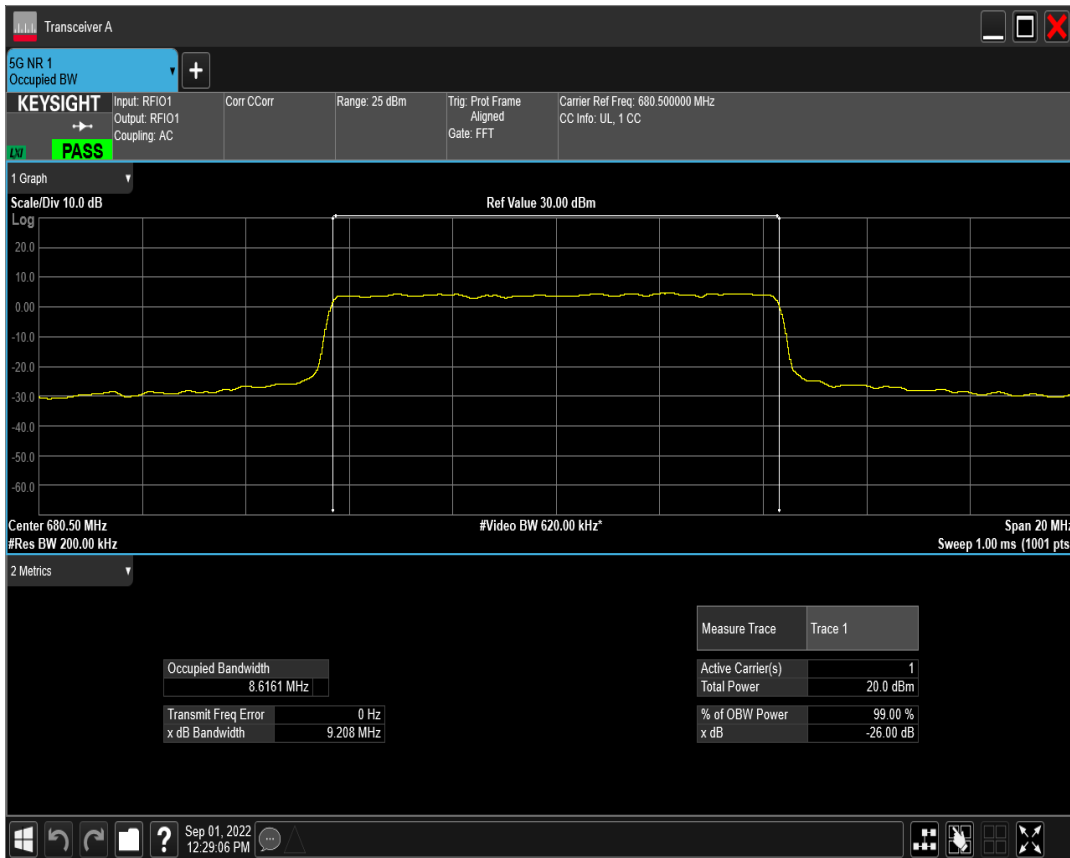 Transceiver A
5G NR 1
Occupied BW
KEYSIGHT
LXI
PASS
Input: RFIO1
Output: RFIO1
Coupling: AC
Corr CCorr
Range: 25 dBm
Trig: Prot Frame
Aligned
Gate: FFT
Carrier Ref Freq: 680.500000 MHz
CC Info: UL, 1 CC
1 Graph
Scale/Div 10.0 dB
Ref Value 30.00 dBm
Log
20.0
10.0
0.00
-10.0
-20.0
-30.0
-40.0
-50.0
-60.0
Center 680.50 MHz
#Video BW 620.00 kHz*
Span 20 MHz
#Res BW 200.00 kHz
Sweep 1.00 ms (1001 pts
2 Metrics
Measure Trace Trace 1
Occupied Bandwidth
8.6161 MHz
Active Carrier(s) 1
Total Power 20.0 dBm
Transmit Freq Error 0 Hz
x dB Bandwidth 9.208 MHz
% of OBW Power 99.00 %
x dB -26.00 dB
?
Sep 01, 2022
12:29:06 PM